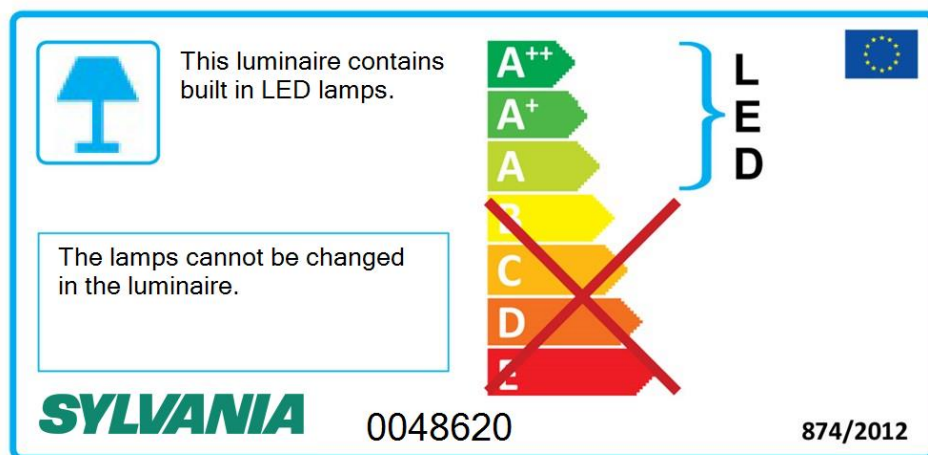 This luminaire contains
built in LED lamps.
A++
A+
A
B
C
D
E
L
E
D
The lamps cannot be changed
in the luminaire.
SYLVANIA
0048620
874/2012